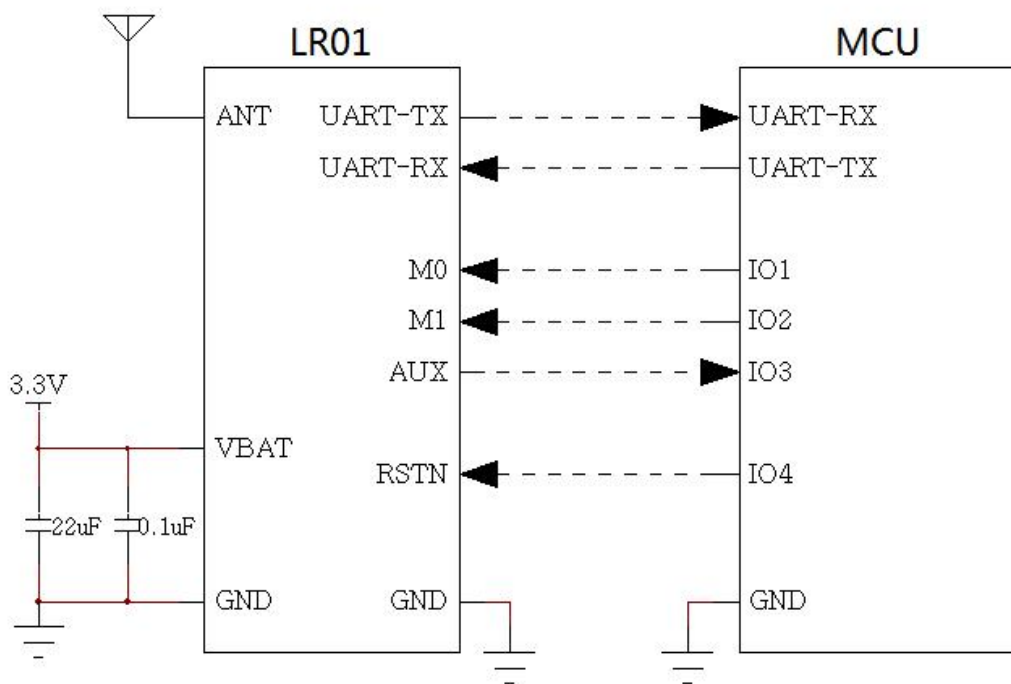 LR01 MCU
ANT UART-TX UART-RX
UART-RX UART-TX
M0 IO1
M1 IO2
AUX IO3
3.3V
VBAT
RSTN IO4
22uF 0.1uF
GND GND GND